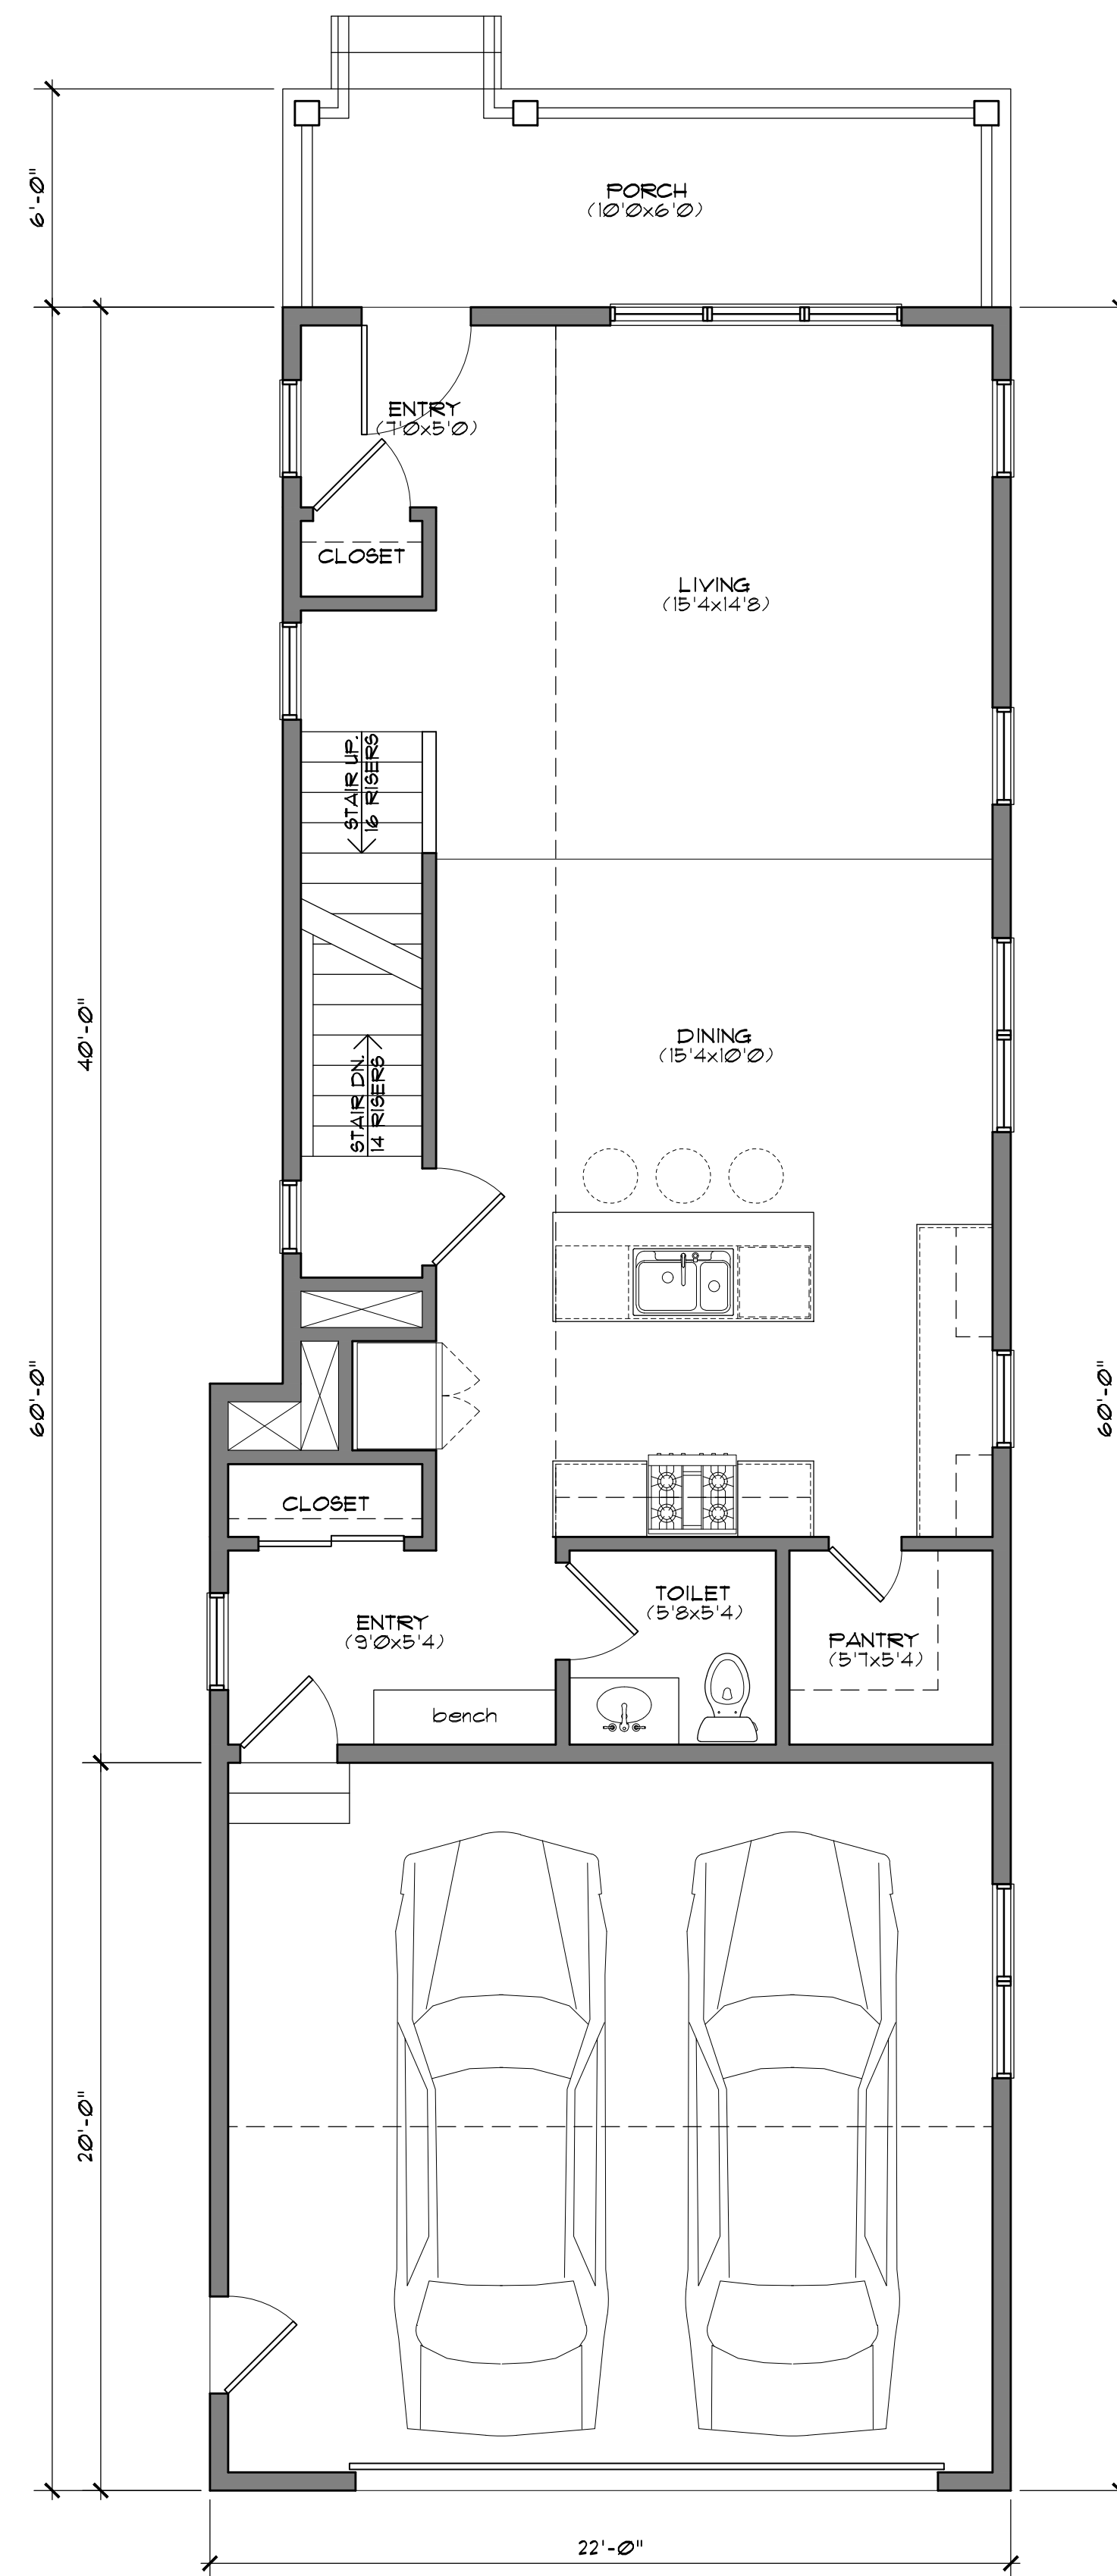 6'-0"
PORCH
(10'0x6'0)
ENTRY
(7'0x5'0)
CLOSET
LIVING
(15'4x14'8)
STAIR UP.
16 RISERS
40'-0"
DINING
(15'4x10'0)
STAIR DN.
14 RISERS
60'-0"
60'-0"
CLOSET
TOILET
(5'8x5'4)
ENTRY
(9'0x5'4)
PANTRY
(5'7x5'4)
bench
20'-0"
22'-0"